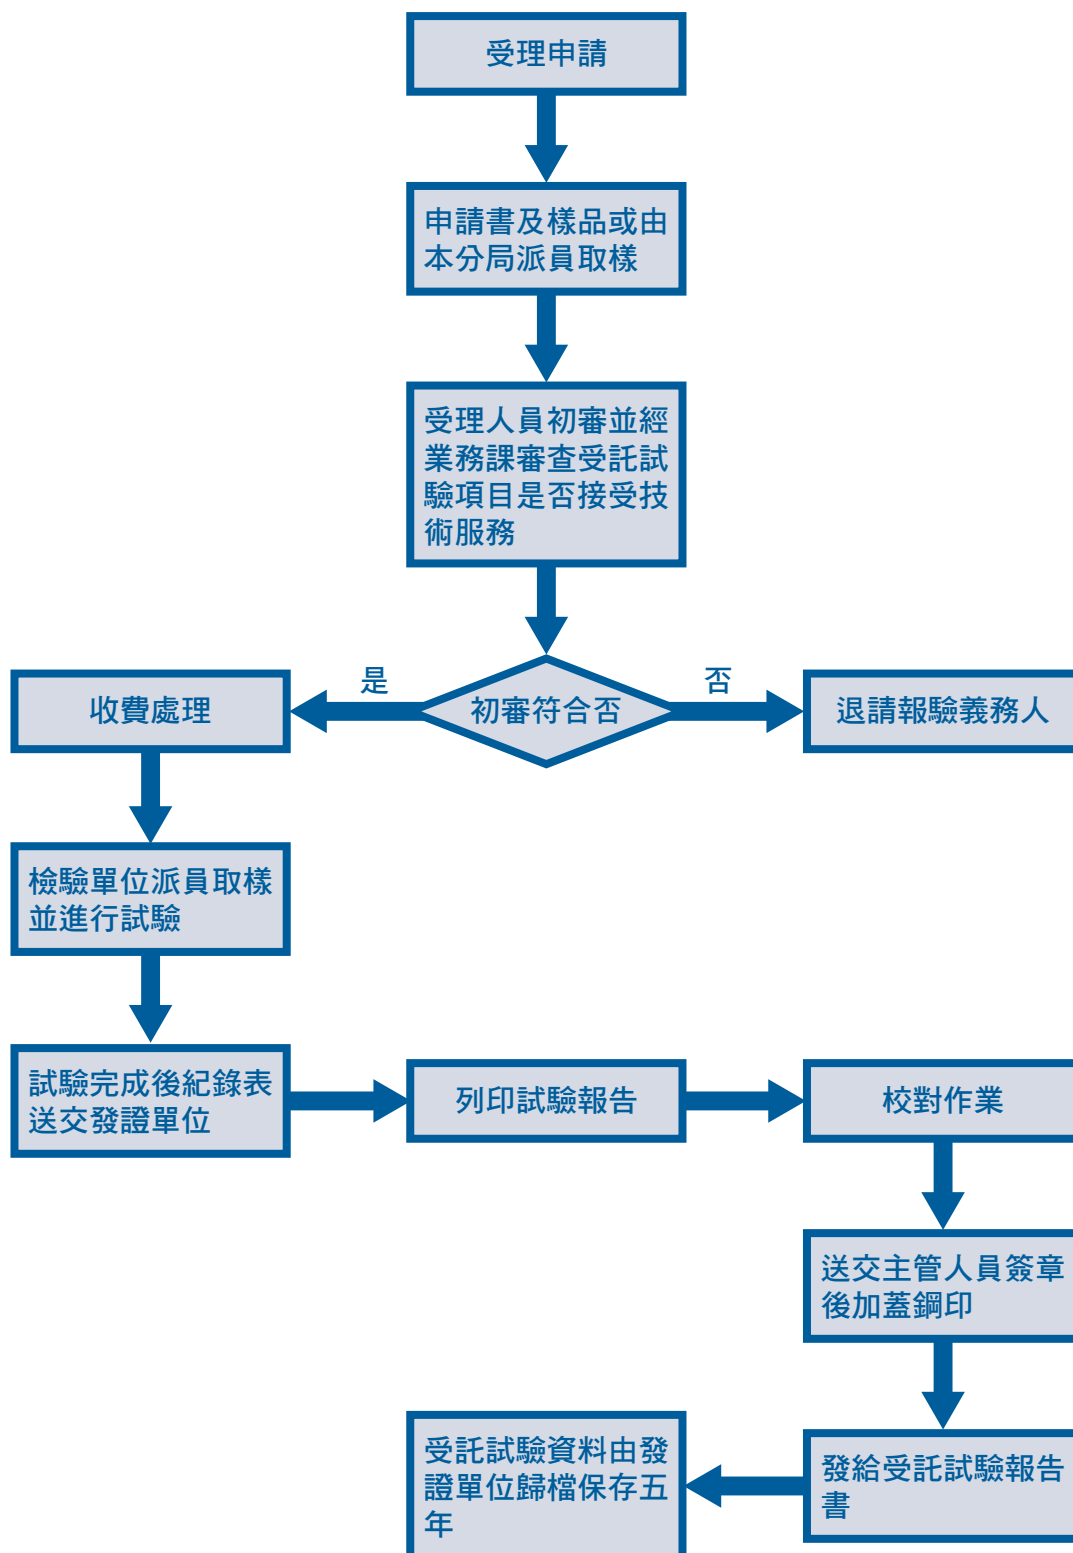 受理申請
申請書及樣品或由
本分局派員取樣
受理人員初審並經
業務課審查受託試
驗項目是否接受技
術服務
是
否
收費處理
初審符合否
退請報驗義務人
檢驗單位派員取樣
並進行試驗
試驗完成後紀錄表
送交發證單位
列印試驗報告
校對作業
送交主管人員簽章
後加蓋鋼印
發給受託試驗報告
書
受託試驗資料由發
證單位歸檔保存五
年